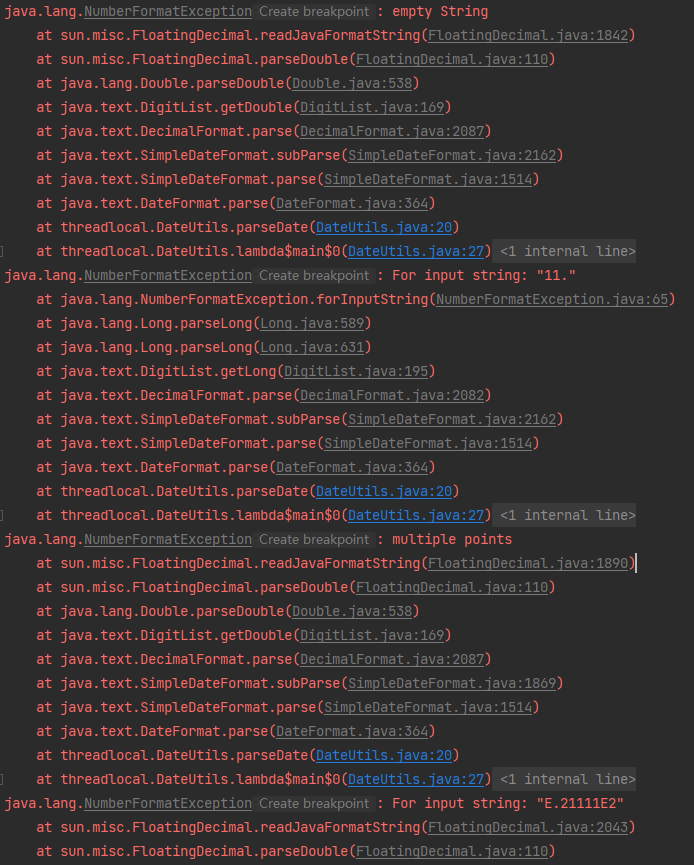 java.lang.NumberFormatException Create breakpoint : empty String
at sun.misc.FloatingDecimal.readJavaFormatString(FloatingDecimal.java:1842)
at sun.misc.FloatingDecimal.parseDouble(FloatingDecimal.java:110)
at java.lang.Double.parseDouble(Double.java:538)
at java.text.DigitList.getDouble(DigitList.java:169)
at java.text.DecimalFormat.parse(DecimalFormat.java:2087)
at java.text.SimpleDateFormat.subParse(SimpleDateFormat.java:2162)
at java.text.SimpleDateFormat.parse(SimpleDateFormat.java:1514)
at java.text.DateFormat.parse(DateFormat.java:364)
at threadlocal.DateUtils.parseDate(DateUtils.java:20)
at threadlocal.DateUtils.lambda$main$0(DateUtils.java:27) <1 internal line>
java.lang.NumberFormatException Create breakpoint : For input string: "11."
at java.lang.NumberFormatException.forInputString(NumberFormatException.java:65)
at java.lang.Long.parseLong(Long.java:589)
at java.lang.Long.parseLong(Long.java:631)
at java.text.DigitList.getLong(DigitList.java:195)
at java.text.DecimalFormat.parse(DecimalFormat.java:2082)
at java.text.SimpleDateFormat.subParse(SimpleDateFormat.java:2162)
at java.text.SimpleDateFormat.parse(SimpleDateFormat.java:1514)
at java.text.DateFormat.parse(DateFormat.java:364)
at threadlocal.DateUtils.parseDate(DateUtils.java:20)
at threadlocal.DateUtils.lambda$main$0(DateUtils.java:27) <1 internal line>
java.lang.NumberFormatException Create breakpoint : multiple points
at sun.misc.FloatingDecimal.readJavaFormatString(FloatingDecimal.java:1890)
at sun.misc.FloatingDecimal.parseDouble(FloatingDecimal.java:110)
at java.lang.Double.parseDouble(Double.java:538)
at java.text.DigitList.getDouble(DigitList.java:169)
at java.text.DecimalFormat.parse(DecimalFormat.java:2087)
at java.text.SimpleDateFormat.subParse(SimpleDateFormat.java:1869)
at java.text.SimpleDateFormat.parse(SimpleDateFormat.java:1514)
at java.text.DateFormat.parse(DateFormat.java:364)
at threadlocal.DateUtils.parseDate(DateUtils.java:20)
at threadlocal.DateUtils.lambda$main$0(DateUtils.java:27) <1 internal line>
java.lang.NumberFormatException Create breakpoint : For input string: "E.21111E2"
at sun.misc.FloatingDecimal.readJavaFormatString(FloatingDecimal.java:2043)
at sun.misc.FloatingDecimal.parseDouble(FloatingDecimal.java:110)